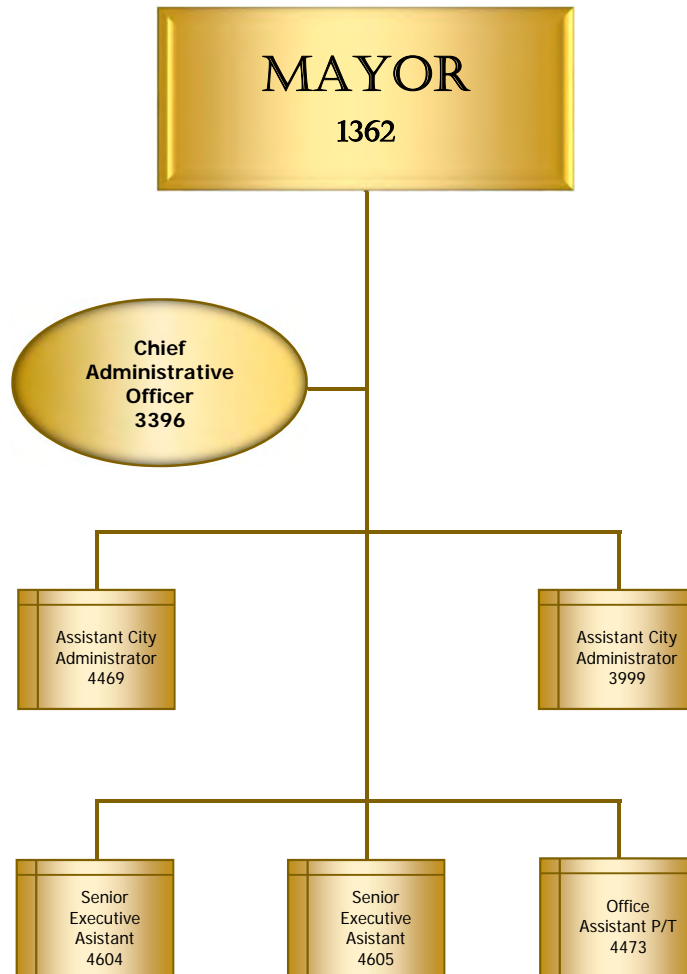 MAYOR
1362
Chief
Administrative
Officer
3396
Assistant City
Administrator
4469
Assistant City
Administrator
3999
Senior
Executive
Asistant
4604
Senior
Executive
Asistant
4605
Office
Assistant P/T
4473